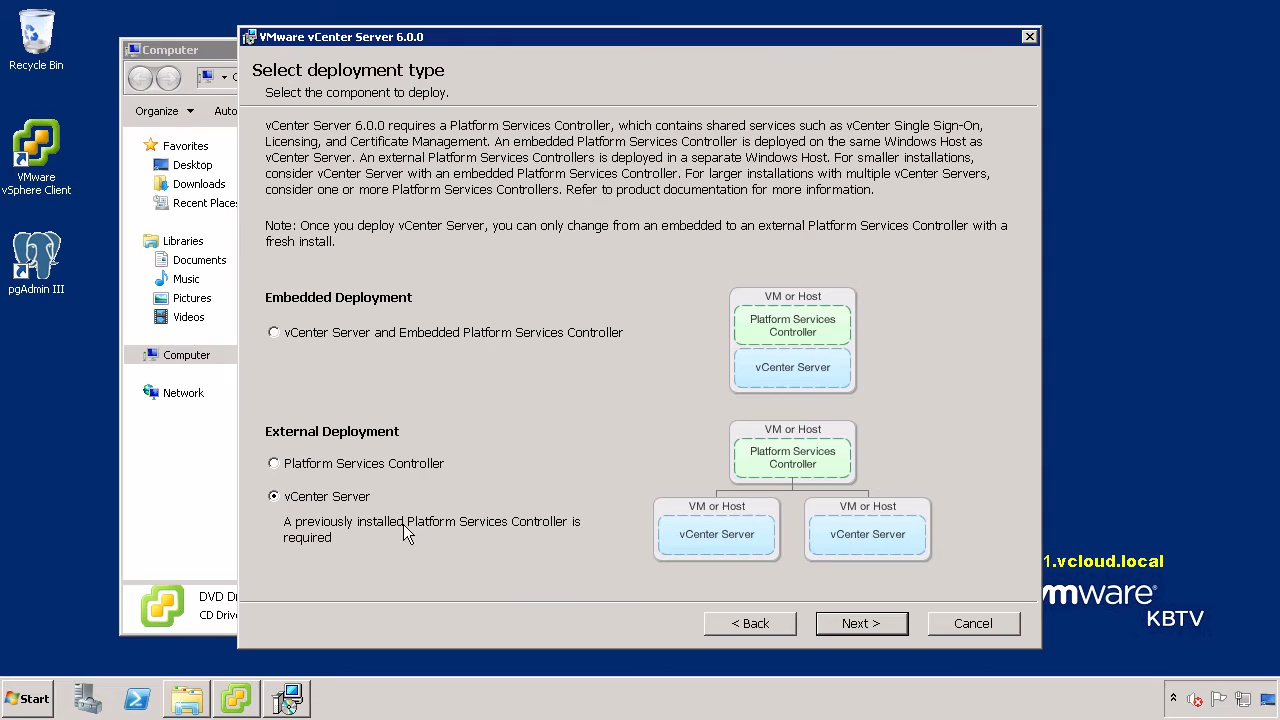 Recycle Bin
VMware
vSphere Client
pgAdmin III
Computer
Organize
Auto
Favorites
Desktop
Downloads
Recent Places
Libraries
Documents
Music
Pictures
Videos
Computer
Network
DVD
CD
VMware vCenter Server 6.0.0
Select deployment type
Select the component to deploy.
vCenter Server 6.0.0 requires a Platform Services Controller, which contains shared services such as vCenter Single Sign-On,
Licensing, and Certificate Management. An embedded Platform Services Controller is deployed on the same Windows Host as
vCenter Server. An external Platform Services Controller is deployed in a separate Windows Host. For smaller installations,
consider vCenter Server with an embedded Platform Services Controller. For larger installations with multiple vCenter Servers,
consider one or more Platform Services Controllers. Refer to product documentation for more information.
Note: Once you deploy vCenter Server, you can only change from an embedded to an external Platform Services Controller with a
fresh install.
Embedded Deployment
vCenter Server and Embedded Platform Services Controller
VM or Host
Platform Services
Controller
vCenter Server
External Deployment
Platform Services Controller
vCenter Server
A previously installed Platform Services Controller is
required
VM or Host
Platform Services
Controller
VM or Host
vCenter Server
VM or Host
vCenter Server
< Back
Next >
Cancel
1.vcloud.local
vmware
KBTV
Start